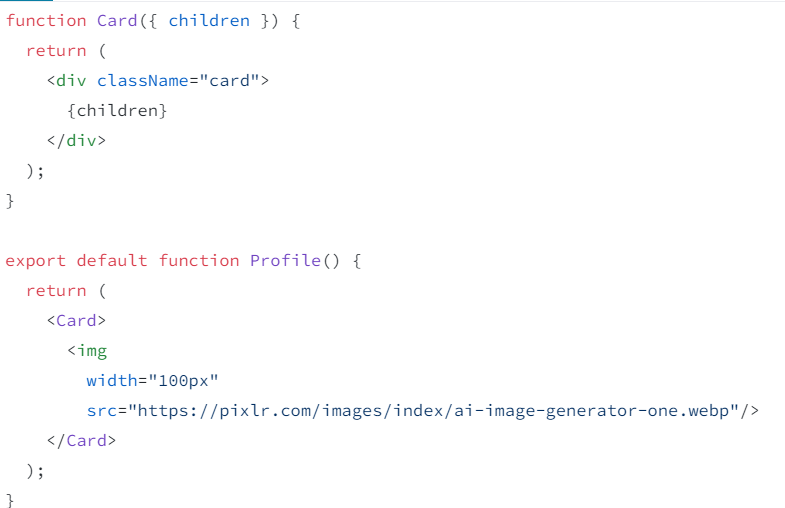 function Card({ children }) {
  return (
    <div className="card">
      {children}
    </div>
  );
}

export default function Profile() {
  return (
    <Card>
      <img
        width="100px"
        src="https://pixlr.com/images/index/ai-image-generator-one.webp"/>
    </Card>
  );
}